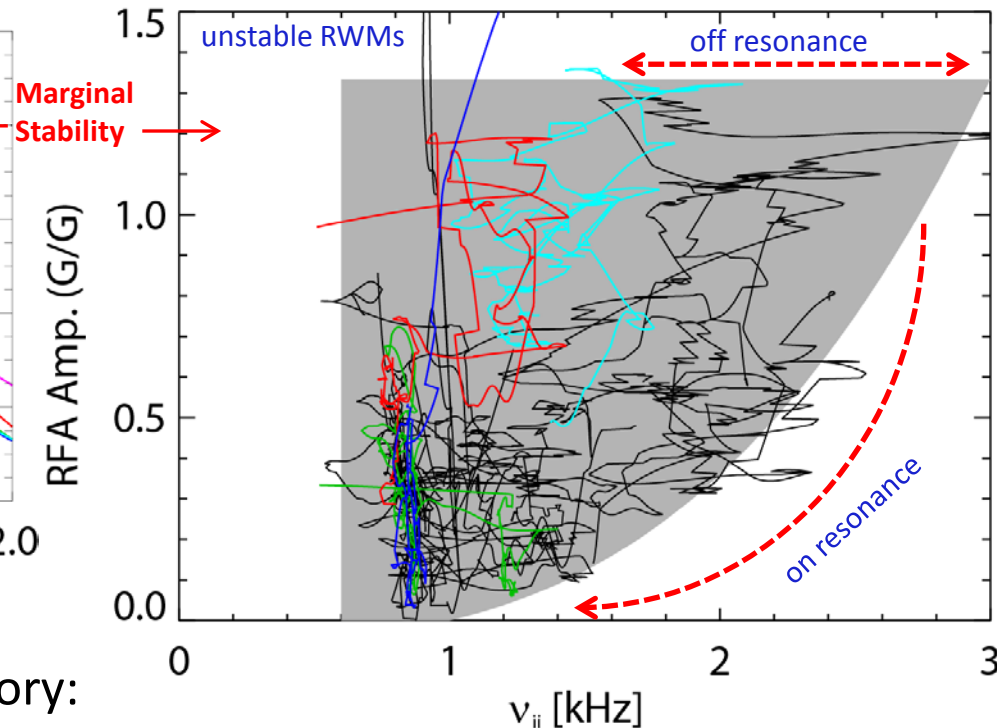 1.5
unstable RWMs
off resonance
Marginal
Stability
1.0
RFA Amp. (G/G)
0.5
on resonance
2.0
0.0
0
1
2
3
ory:
ν_ii [kHz]